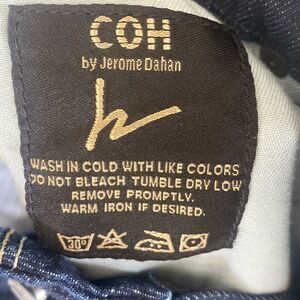 COH
by Jerome Dahan
WASH IN COLD WITH LIKE COLORS
DO NOT BLEACH TUMBLE DRY LOW
REMOVE PROMPTLY.
WARM IRON IF DESIRED.
30°